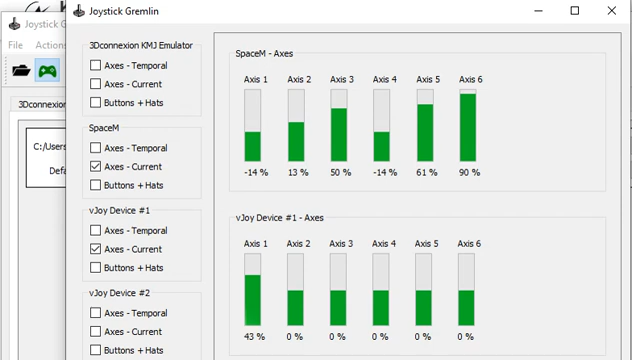 Joystick G
Joystick Gremlin
File
Actions
3Dconnexion
C:/Users
Defa
3Dconnexion KMJ Emulator
Axes - Temporal
Axes - Current
Buttons + Hats
SpaceM
Axes - Temporal
Axes - Current
Buttons + Hats
vJoy Device #1
Axes - Temporal
Axes - Current
Buttons + Hats
vJoy Device #2
Axes - Temporal
Axes - Current
Buttons + Hats
SpaceM - Axes
Axis 1 Axis 2 Axis 3 Axis 4 Axis 5 Axis 6
-14 % 13 % 50 % -14 % 61 % 90 %
vJoy Device #1 - Axes
Axis 1 Axis 2 Axis 3 Axis 4 Axis 5 Axis 6
43 % 0 % 0 % 0 % 0 % 0 %